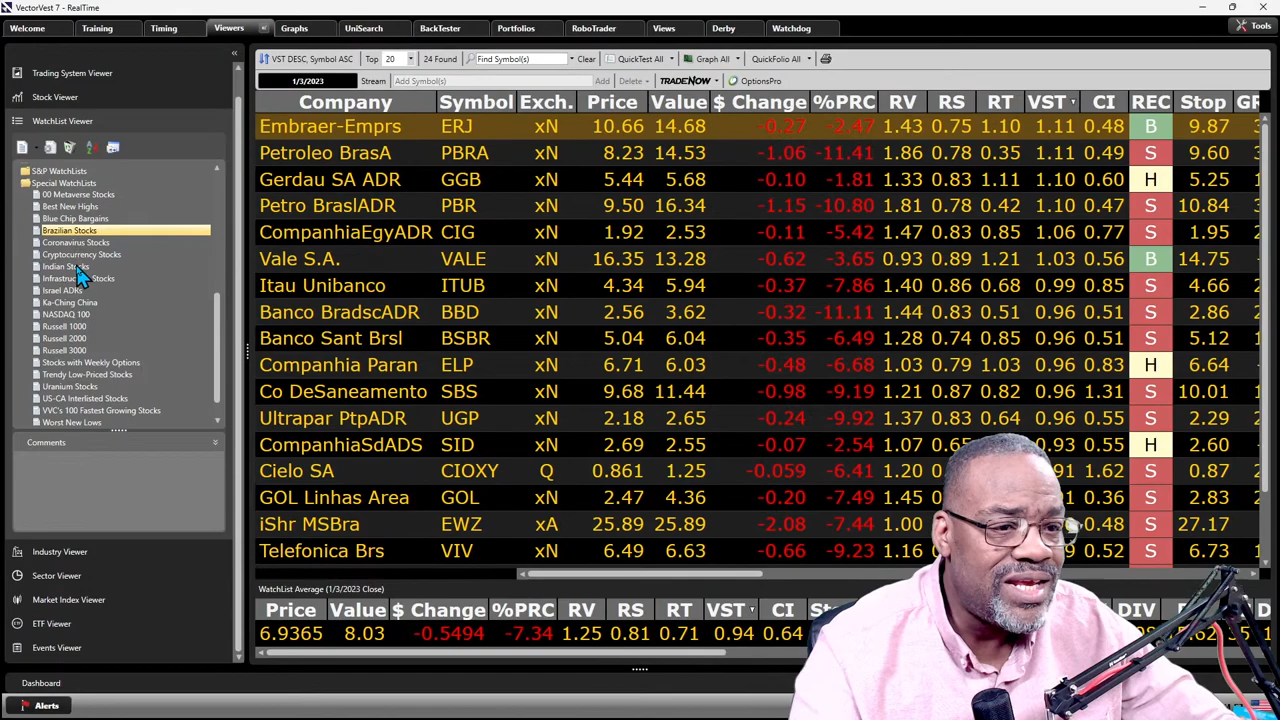 VectorVest 7 - RealTime
Welcome Training Timing Viewers Graphs UniSearch BackTester Portfolios RoboTrader Views Derby Watchdog Tools
VST DESC, Symbol ASC Top 20 24 Found Find Symbol(s) Clear QuickTest All Graph All QuickFolio All
1/3/2023 Stream Add Symbol(s) Add Delete TRADENOW OptionsPro
Trading System Viewer
Stock Viewer
WatchList Viewer
S&P WatchLists
Special WatchLists
00 Metaverse Stocks
Best New Highs
Blue Chip Bargains
Brazilian Stocks
Coronavirus Stocks
Cryptocurrency Stocks
Indian Stocks
Stocks
Israel ADRs
Ka-Ching China
NASDAQ 100
Russell 1000
Russell 2000
Russell 3000
Stocks with Weekly Options
Trendy Low-Priced Stocks
Uranium Stocks
US-CA Interlisted Stocks
VVC's 100 Fastest Growing Stocks
Worst New Lows
Comments
Industry Viewer
Sector Viewer
Market Index Viewer
ETF Viewer
Events Viewer
Dashboard
Alerts
Company Symbol Exch. Price Value $ Change %PRC RV RS RT VST CI REC Stop
Embraer-Emprs ERJ xN 10.66 14.68 -0.27 -2.47 1.43 0.75 1.10 1.11 0.48 B 9.87
Petroleo BrasA PBRA xN 8.23 14.53 -1.06 -11.41 1.86 0.78 0.35 1.11 0.49 S 9.60
Gerdau SA ADR GGB xN 5.44 5.68 -0.10 -1.81 1.33 0.83 1.11 1.10 0.60 H 5.25
Petro BraslADR PBR xN 9.50 16.34 -1.15 -10.80 1.81 0.78 0.42 1.10 0.47 S 10.84
CompanhiaEgyADR CIG xN 1.92 2.53 -0.11 -5.42 1.23 0.88 1.05 1.06 0.77 S 1.95
Vale S.A. VALE xN 16.35 13.28 -0.62 -3.65 1.00 0.86 1.21 1.03 0.56 B 14.75
Itau Unibanco ITUB xN 4.34 5.94 -0.37 -7.86 1.40 0.86 0.68 0.99 0.85 S 4.66
Banco BradscADR BBD xN 2.56 3.62 -0.32 -11.11 1.41 0.84 0.56 0.96 0.63 S 2.86
Banco Sant Brsl BSBR xN 5.04 6.04 -0.35 -6.49 1.28 0.74 0.85 0.96 0.67 S 5.12
Companhia Paran ELP xN 6.71 6.03 -0.48 -6.68 1.03 0.79 1.03 0.96 0.83 H 6.64
Co DeSaneamento SBS xN 9.68 11.44 -0.98 -9.19 1.21 0.87 0.82 0.96 1.31 S 10.01
Ultrapar PtpADR UGP xN 2.18 2.65 -0.24 -9.92 1.13 0.94 0.64 0.96 0.55 S 2.29
CompanhiaSdADS SID xN 2.69 2.55 -0.07 -2.54 1.07 0.93 0.55 H 2.60
Cielo SA CIOXY Q 0.861 1.25 -0.059 -6.41 1.20 1.62 S 0.87
GOL Linhas Area GOL xN 2.47 4.36 -0.20 -7.49 1.45 0.36 S 2.83
iShr MSBra EWZ xA 25.89 25.89 -2.08 -7.44 1.00 0.48 S 27.17
Telefonica Brs VIV xN 6.49 6.63 -0.66 -9.23 1.16 0.52 S 6.73
WatchList Average (1/3/2023 Close)
Price Value $ Change %PRC RV RS RT VST CI DIV
6.9365 8.03 -0.5494 -7.34 1.25 0.81 0.71 0.94 0.64